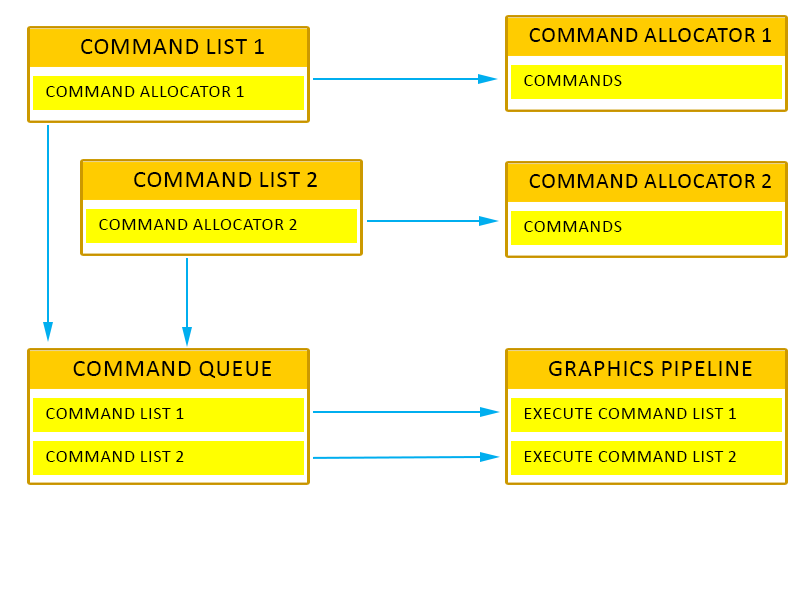 COMMAND LIST 1
COMMAND ALLOCATOR 1
COMMAND ALLOCATOR 1
COMMANDS
COMMAND LIST 2
COMMAND ALLOCATOR 2
COMMAND ALLOCATOR 2
COMMANDS
COMMAND QUEUE
COMMAND LIST 1
COMMAND LIST 2
GRAPHICS PIPELINE
EXECUTE COMMAND LIST 1
EXECUTE COMMAND LIST 2